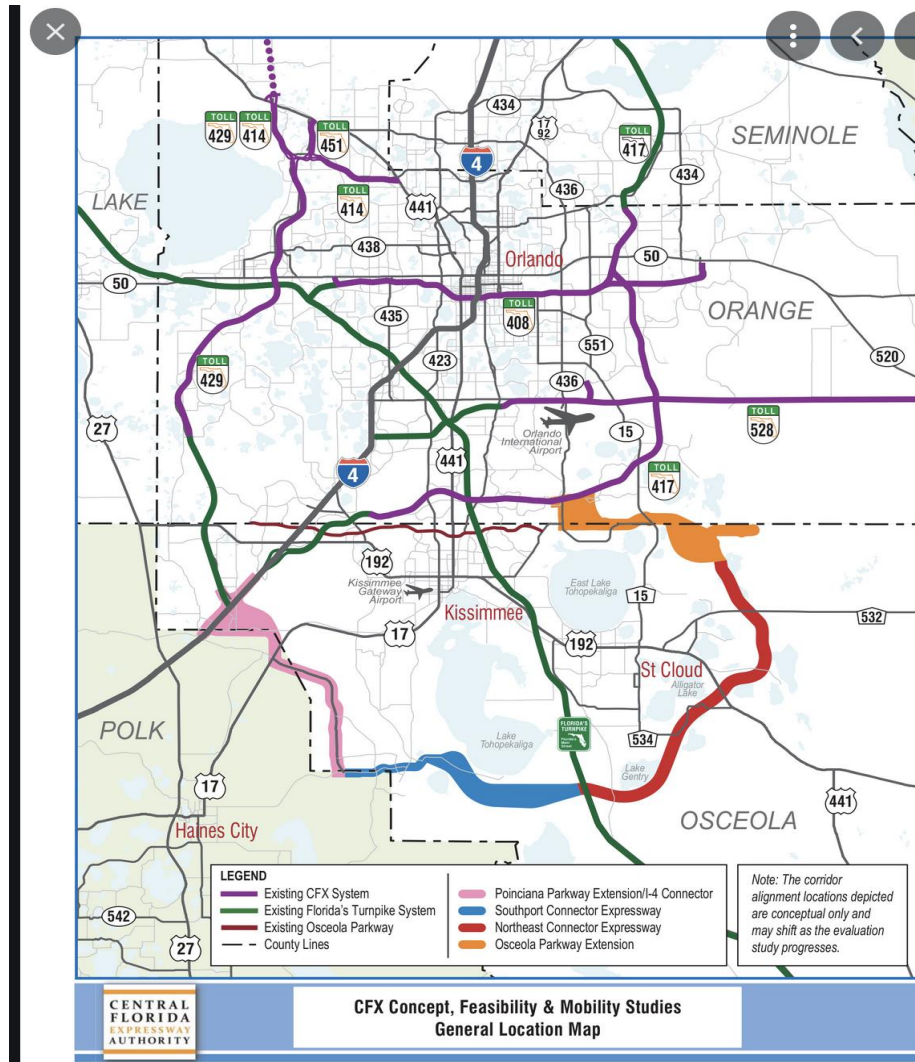 434
17
92
SEMINOLE
TOLL
429
TOLL
414
TOLL
451
TOLL
417
4
434
LAKE
TOLL
414
441
436
438
Orlando
50
50
435
TOLL
408
ORANGE
423
551
520
TOLL
429
436
27
Orlando
International
Airport
15
TOLL
528
441
4
TOLL
417
192
Kissimmee
Gateway
Airport
East Lake
Tohopekaliga
15
Kissimmee
532
17
192
St Cloud
Alligator
Lake
POLK
FLORIDA'S
TURNPIKE
Lake
Tohopekaliga
534
17
Lake
Gentry
441
OSCEOLA
Haines City
542
27
LEGEND
Existing CFX System
Existing Florida's Turnpike System
Existing Osceola Parkway
County Lines
Poinciana Parkway Extension/I-4 Connector
Southport Connector Expressway
Northeast Connector Expressway
Osceola Parkway Extension
Note: The corridor
alignment locations depicted
are conceptual only and
may shift as the evaluation
study progresses.
CENTRAL
FLORIDA
EXPRESSWAY
AUTHORITY
CFX Concept, Feasibility & Mobility Studies
General Location Map